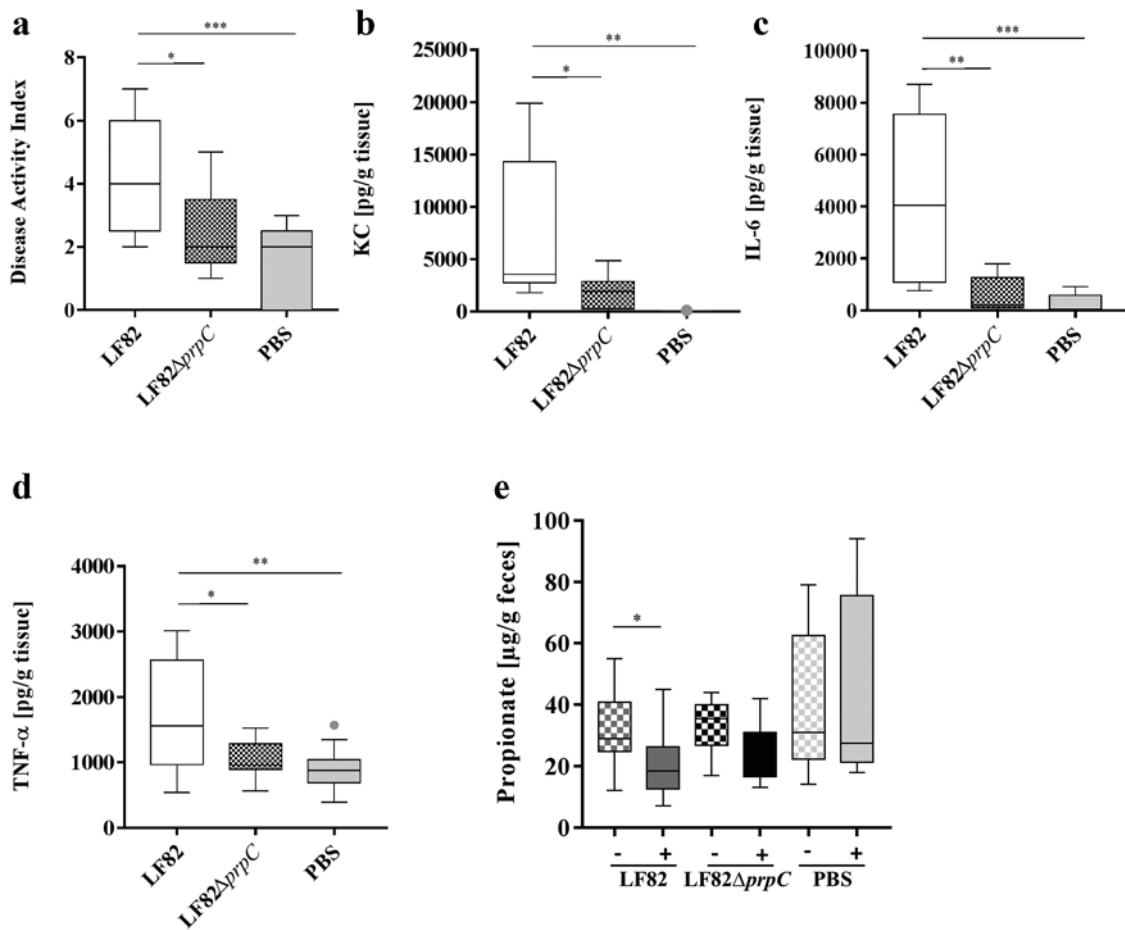 a
Disease Activity Index
8
6
4
2
0
***
*
LF82
LF82ΔprpC
PBS
b
KC [pg/g tissue]
25000
20000
15000
10000
5000
0
**
*
LF82
LF82ΔprpC
PBS
c
IL-6 [pg/g tissue]
10000
8000
6000
4000
2000
0
***
**
LF82
LF82ΔprpC
PBS
d
TNF-α [pg/g tissue]
4000
3000
2000
1000
0
**
*
LF82
LF82ΔprpC
PBS
e
Propionate [µg/g feces]
100
80
60
40
20
0
*
- + - + - +
LF82 LF82ΔprpC PBS